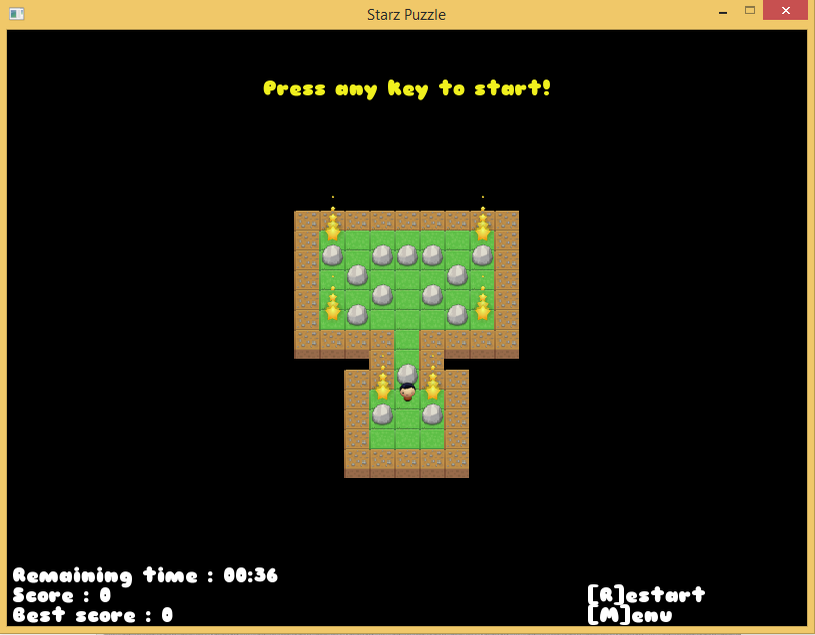 Starz Puzzle
Press any key to start!
Remaining time : 00:36
Score : 0
Best score : 0
[R]estart
[M]enu